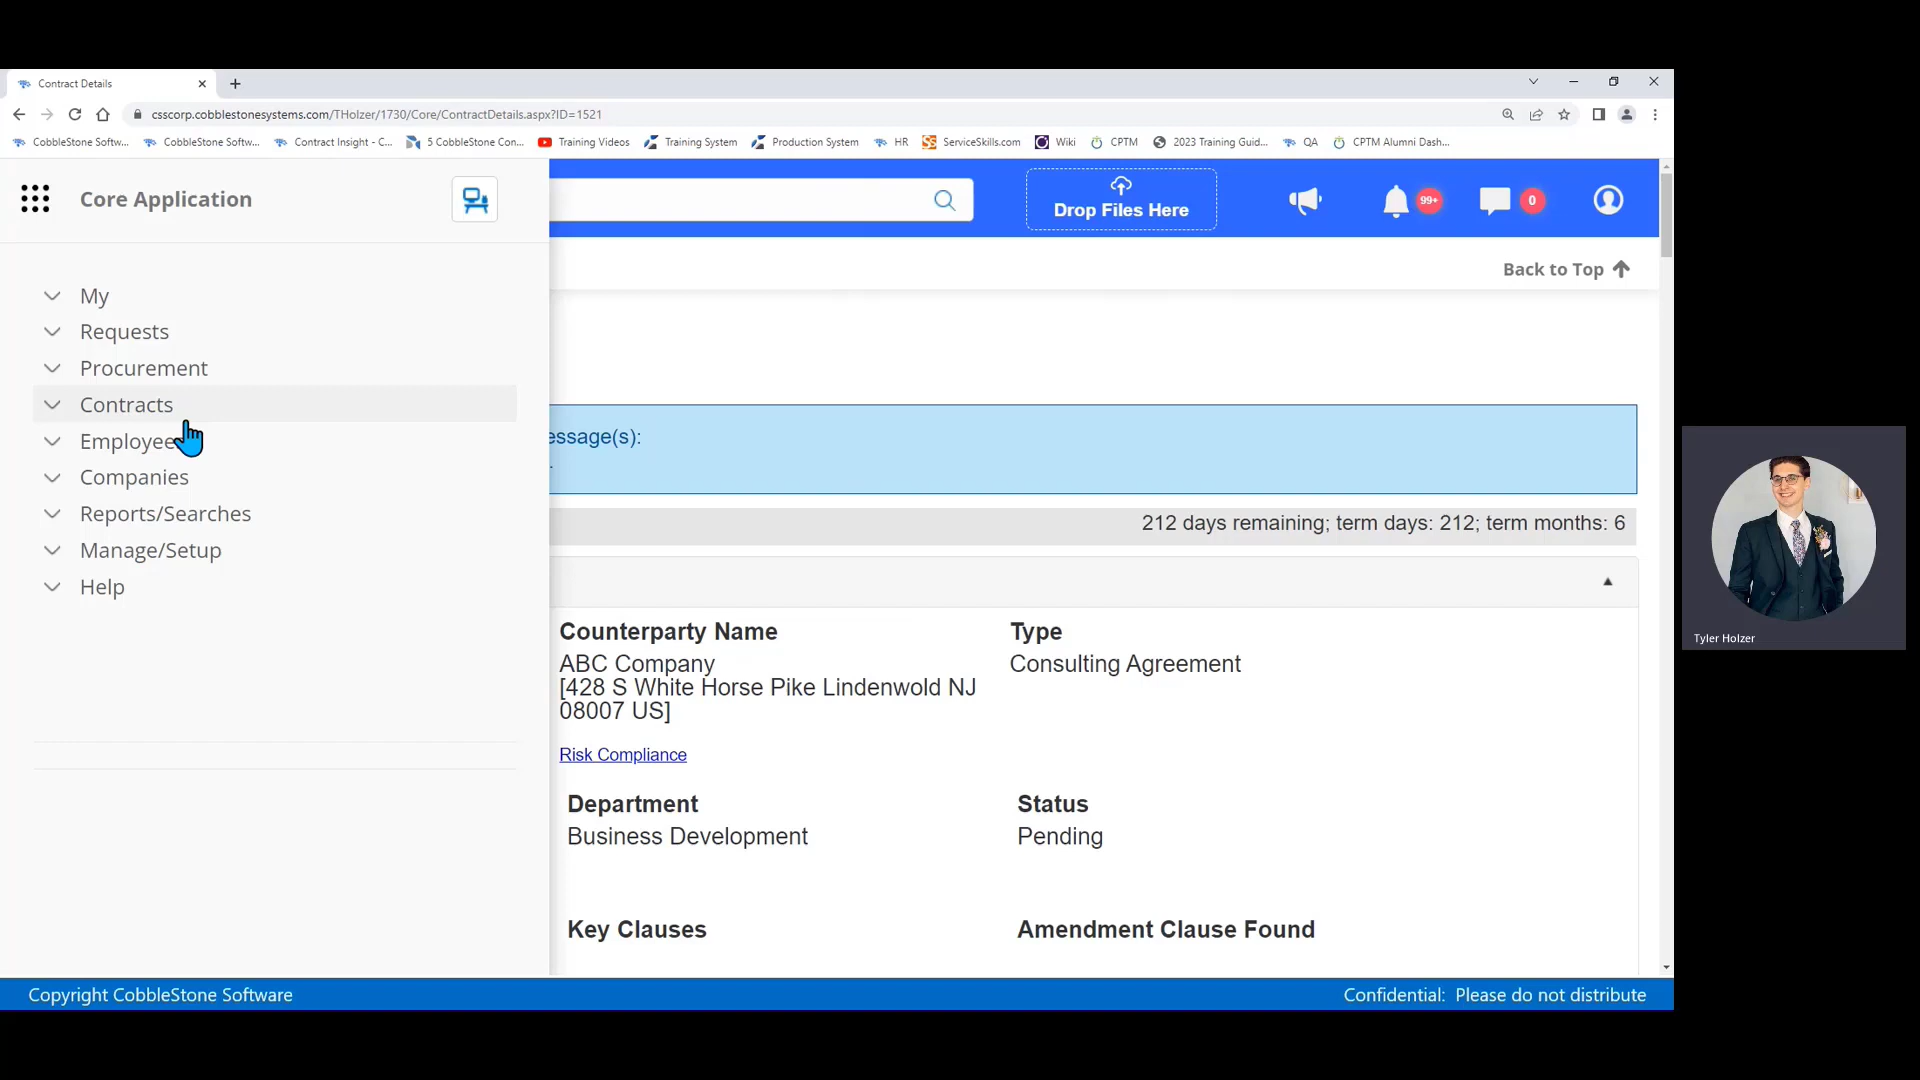 Contract Details
csscorp.cobblestonesystems.com/THolzer/1730/Core/ContractDetails.aspx?ID=1521
CobbleStone Softw... CobbleStone Softw... Contract Insight - C... 5 CobbleStone Con... Training Videos Training System Production System HR ServiceSkills.com Wiki CPTM 2023 Training Guid... QA CPTM Alumni Dash...
Core Application
Drop Files Here
99+
0
Back to Top
My
Requests
Procurement
Contracts
Employee
Companies
Reports/Searches
Manage/Setup
Help
essage(s):
212 days remaining; term days: 212; term months: 6
Counterparty Name
ABC Company
[428 S White Horse Pike Lindenwold NJ
08007 US]
Risk Compliance
Type
Consulting Agreement
Department
Business Development
Status
Pending
Key Clauses
Amendment Clause Found
Tyler Holzer
Copyright CobbleStone Software
Confidential: Please do not distribute